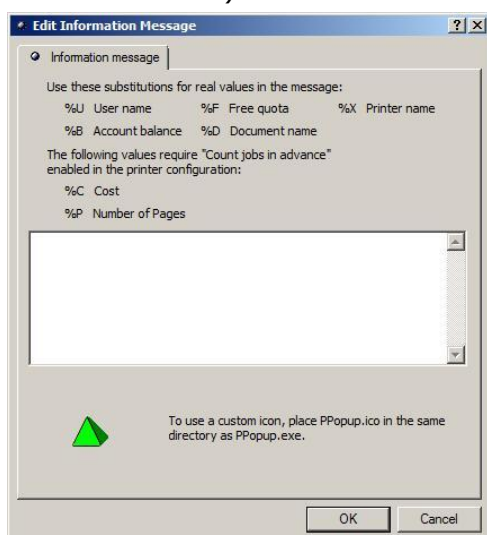 Edit Information Message
Information message
Use these substitutions for real values in the message:
%U User name %F Free quota %X Printer name
%B Account balance %D Document name
The following values require "Count jobs in advance"
enabled in the printer configuration:
%C Cost
%P Number of Pages
To use a custom icon, place PPopup.ico in the same
directory as PPopup.exe.
OK Cancel